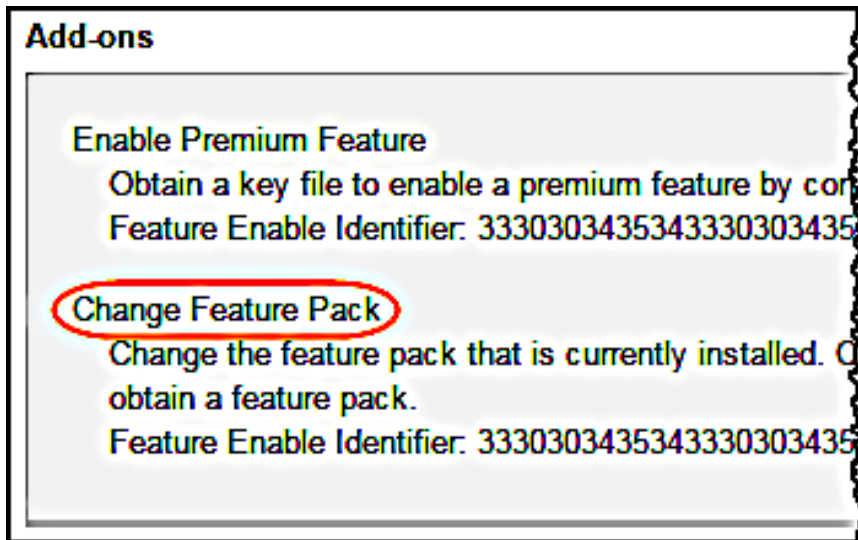 Add-ons
Enable Premium Feature
Obtain a key file to enable a premium feature by
Feature Enable Identifier: 3330303435343330303435
Change Feature Pack
Change the feature pack that is currently installed.
obtain a feature pack.
Feature Enable Identifier: 3330303435343330303435